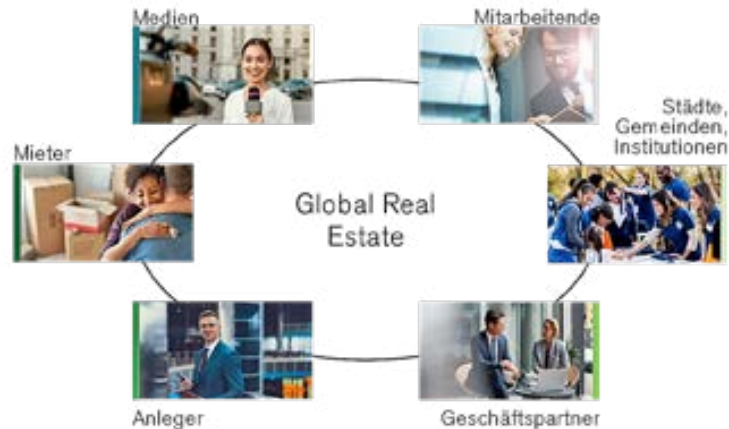 Medien
Mitarbeitende
Städte,
Gemeinden,
Institutionen
Mieter
Global Real
Estate
Anleger
Geschäftspartner